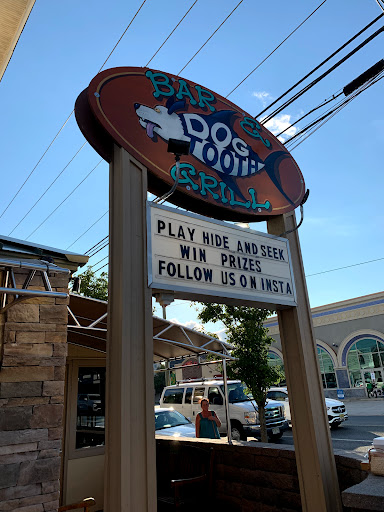 BAR &
DOG
TOOTH
GRILL
PLAY HIDE AND SEEK
WIN PRIZES
FOLLOW US ON INSTA